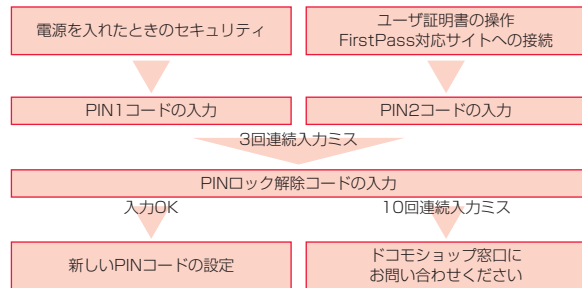 電源を入れたときのセキュリティ
ユーザ証明書の操作
FirstPass対応サイトへの接続
PIN1コードの入力
PIN2コードの入力
3回連続入力ミス
PINロック解除コードの入力
入力OK
10回連続入力ミス
新しいPINコードの設定
ドコモショップ窓口に
お問い合わせください